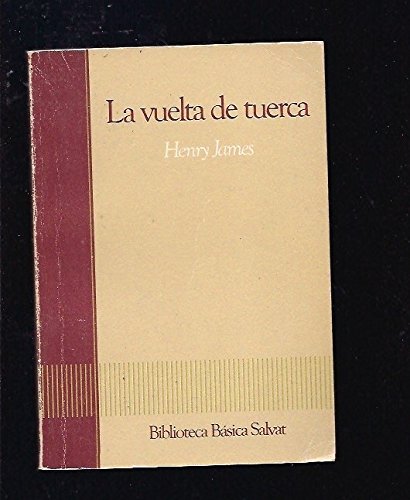 La vuelta de tuerca
Henry James
Biblioteca Básica Salvat